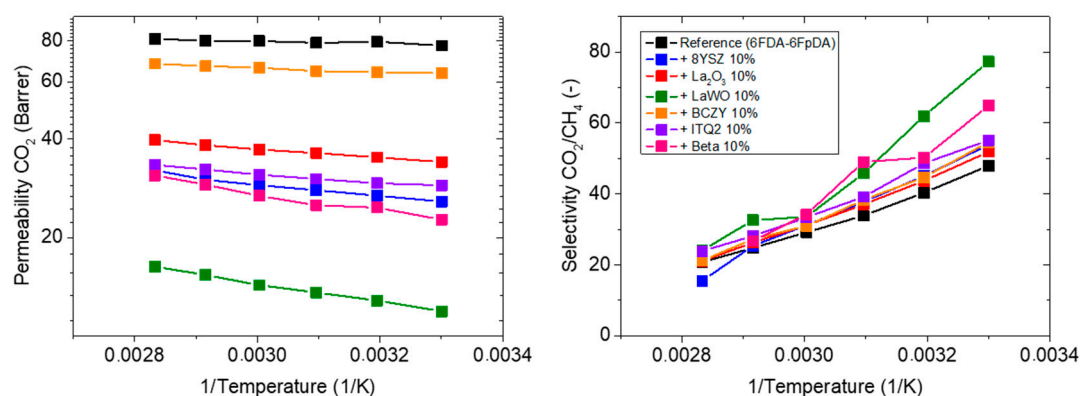 Permeability CO₂ (Barrer)
80
60
40
20
0.0028 0.0030 0.0032 0.0034
1/Temperature (1/K)
Selectivity CO₂/CH₄ (-)
80
60
40
20
0
Reference (6FDA-6FpDA)
+ 8YSZ 10%
+ La₂O₃ 10%
+ LaWO 10%
+ BCZY 10%
+ ITQ2 10%
+ Beta 10%
0.0028 0.0030 0.0032 0.0034
1/Temperature (1/K)